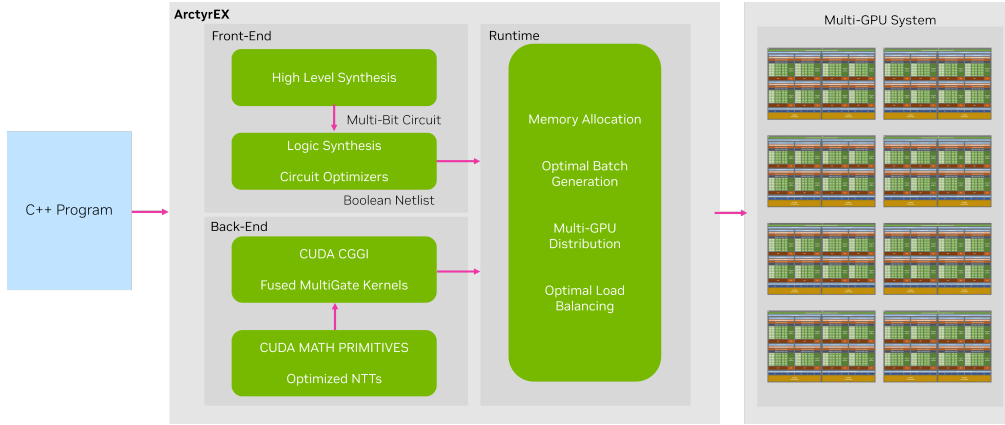 C++ Program
ArctyrEX
Front-End
High Level Synthesis
Multi-Bit Circuit
Logic Synthesis
Circuit Optimizers
Boolean Netlist
Back-End
CUDA CGGI
Fused MultiGate Kernels
CUDA MATH PRIMITIVES
Optimized NTTs
Runtime
Memory Allocation
Optimal Batch
Generation
Multi-GPU
Distribution
Optimal Load
Balancing
Multi-GPU System